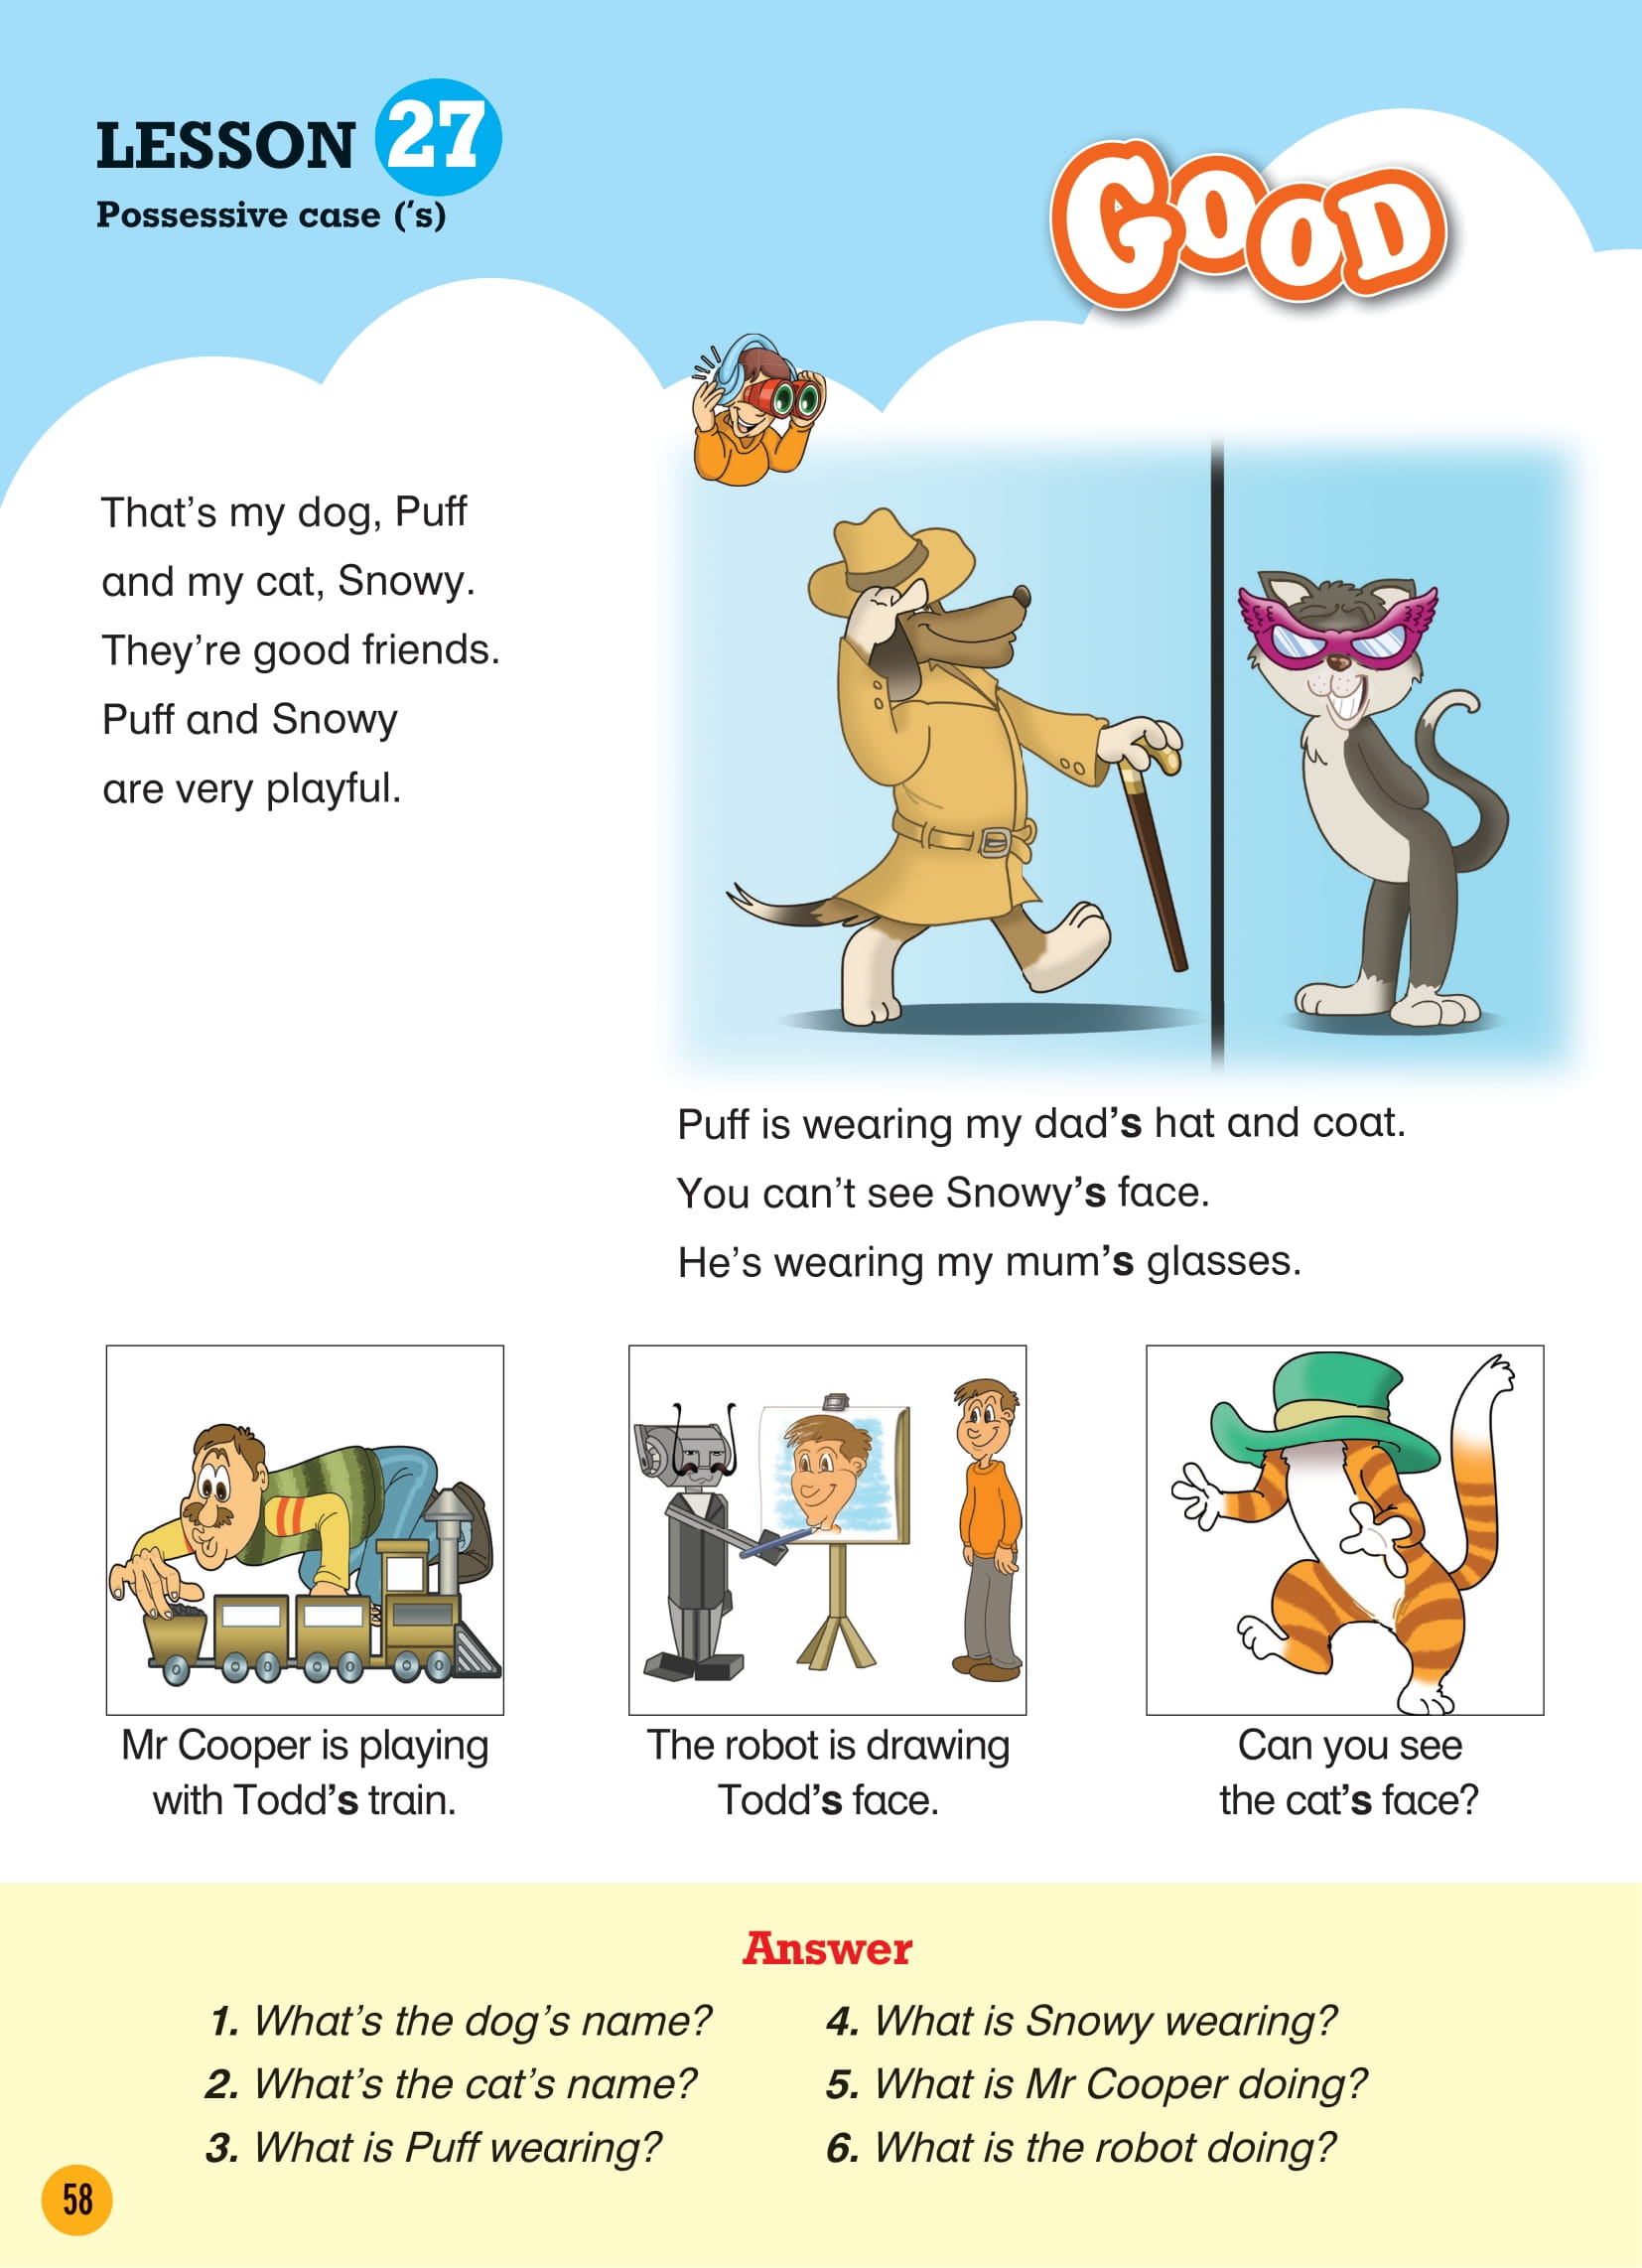 LESSON 27
Possessive case ('s)
GOOD
That's my dog, Puff
and my cat, Snowy.
They're good friends.
Puff and Snowy
are very playful.
Puff is wearing my dad's hat and coat.
You can't see Snowy's face.
He's wearing my mum's glasses.
Mr Cooper is playing
with Todd's train.
The robot is drawing
Todd's face.
Can you see
the cat's face?
Answer
1. What's the dog's name?
2. What's the cat's name?
3. What is Puff wearing?
4. What is Snowy wearing?
5. What is Mr Cooper doing?
6. What is the robot doing?
58